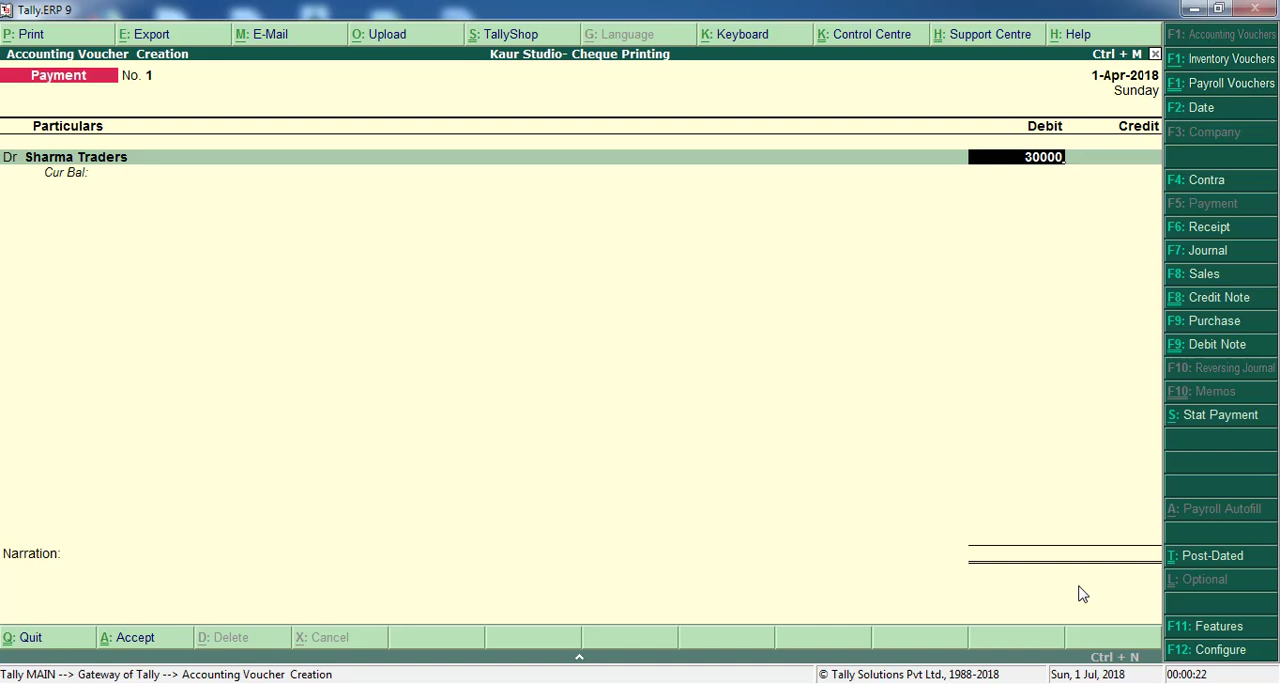 Tally.ERP 9
P: Print E: Export M: E-Mail O: Upload S: TallyShop G: Language K: Keyboard K: Control Centre H: Support Centre H: Help
Accounting Voucher Creation Kaur Studio- Cheque Printing Ctrl + M
Payment No. 1 1-Apr-2018
Sunday
Particulars Debit Credit
Dr Sharma Traders 30000
Cur Bal:
Narration:
F1: Accounting Vouchers
F1: Inventory Vouchers
F1: Payroll Vouchers
F2: Date
F3: Company
F4: Contra
F5: Payment
F6: Receipt
F7: Journal
F8: Sales
F8: Credit Note
F9: Purchase
F9: Debit Note
F10: Reversing Journal
F10: Memos
S: Stat Payment
A: Payroll Autofill
T: Post-Dated
L: Optional
F11: Features
F12: Configure
Q: Quit A: Accept D: Delete X: Cancel
Ctrl + N
Tally MAIN --> Gateway of Tally --> Accounting Voucher Creation © Tally Solutions Pvt Ltd., 1988-2018 Sun, 1 Jul, 2018 00:00:22